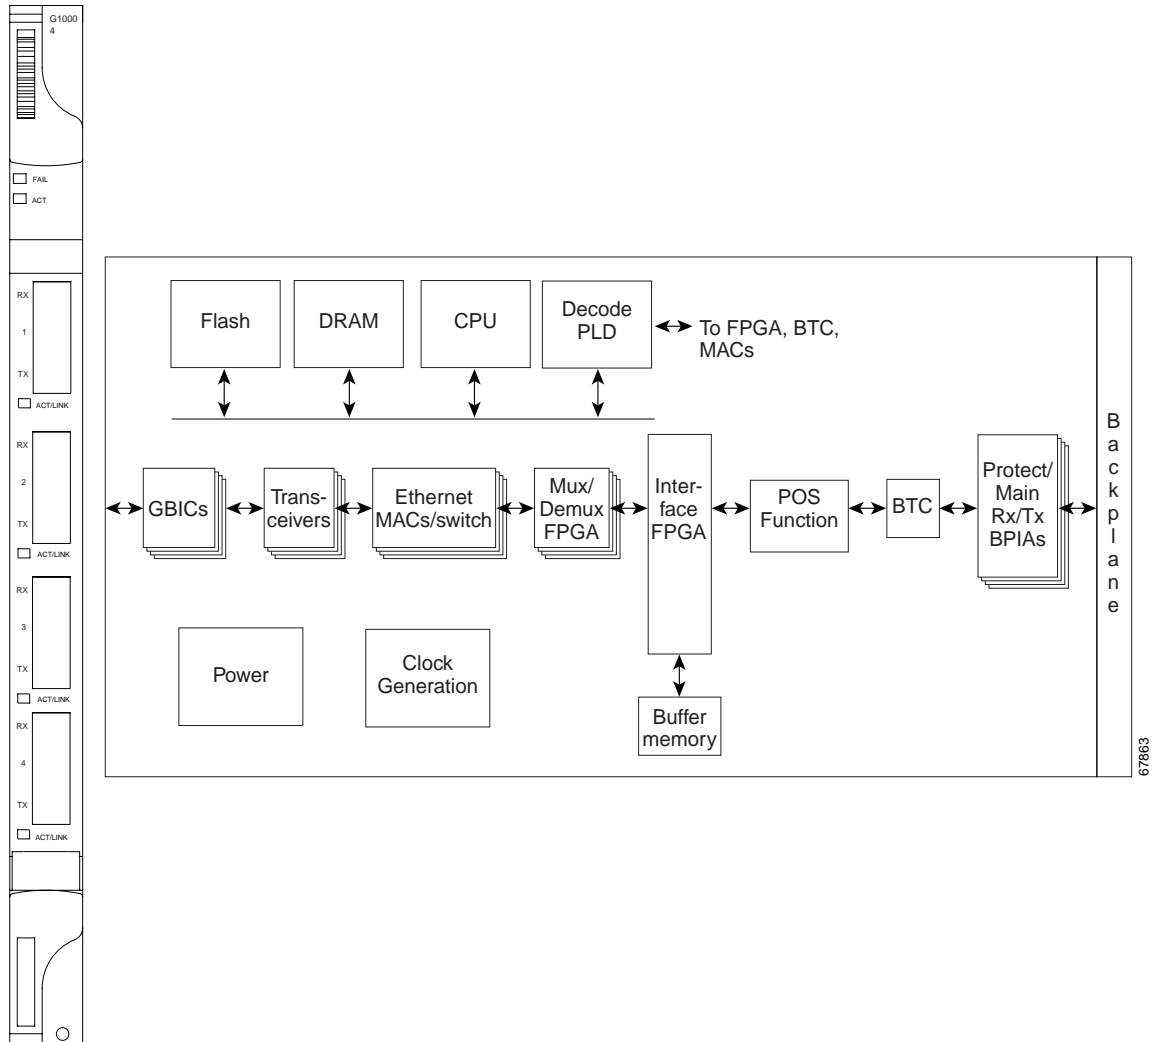 G1000
4
FAIL
ACT
RX
1
TX
ACT/LINK
RX
2
TX
ACT/LINK
RX
3
TX
ACT/LINK
RX
4
TX
ACT/LINK
Flash
DRAM
CPU
Decode
PLD
To FPGA, BTC,
MACs
GBICs
Trans-
ceivers
Ethernet
MACs/switch
Mux/
Demux
FPGA
Inter-
face
FPGA
POS
Function
BTC
Protect/
Main
Rx/Tx
BPIAs
Power
Clock
Generation
Buffer
memory
Backplane
67863